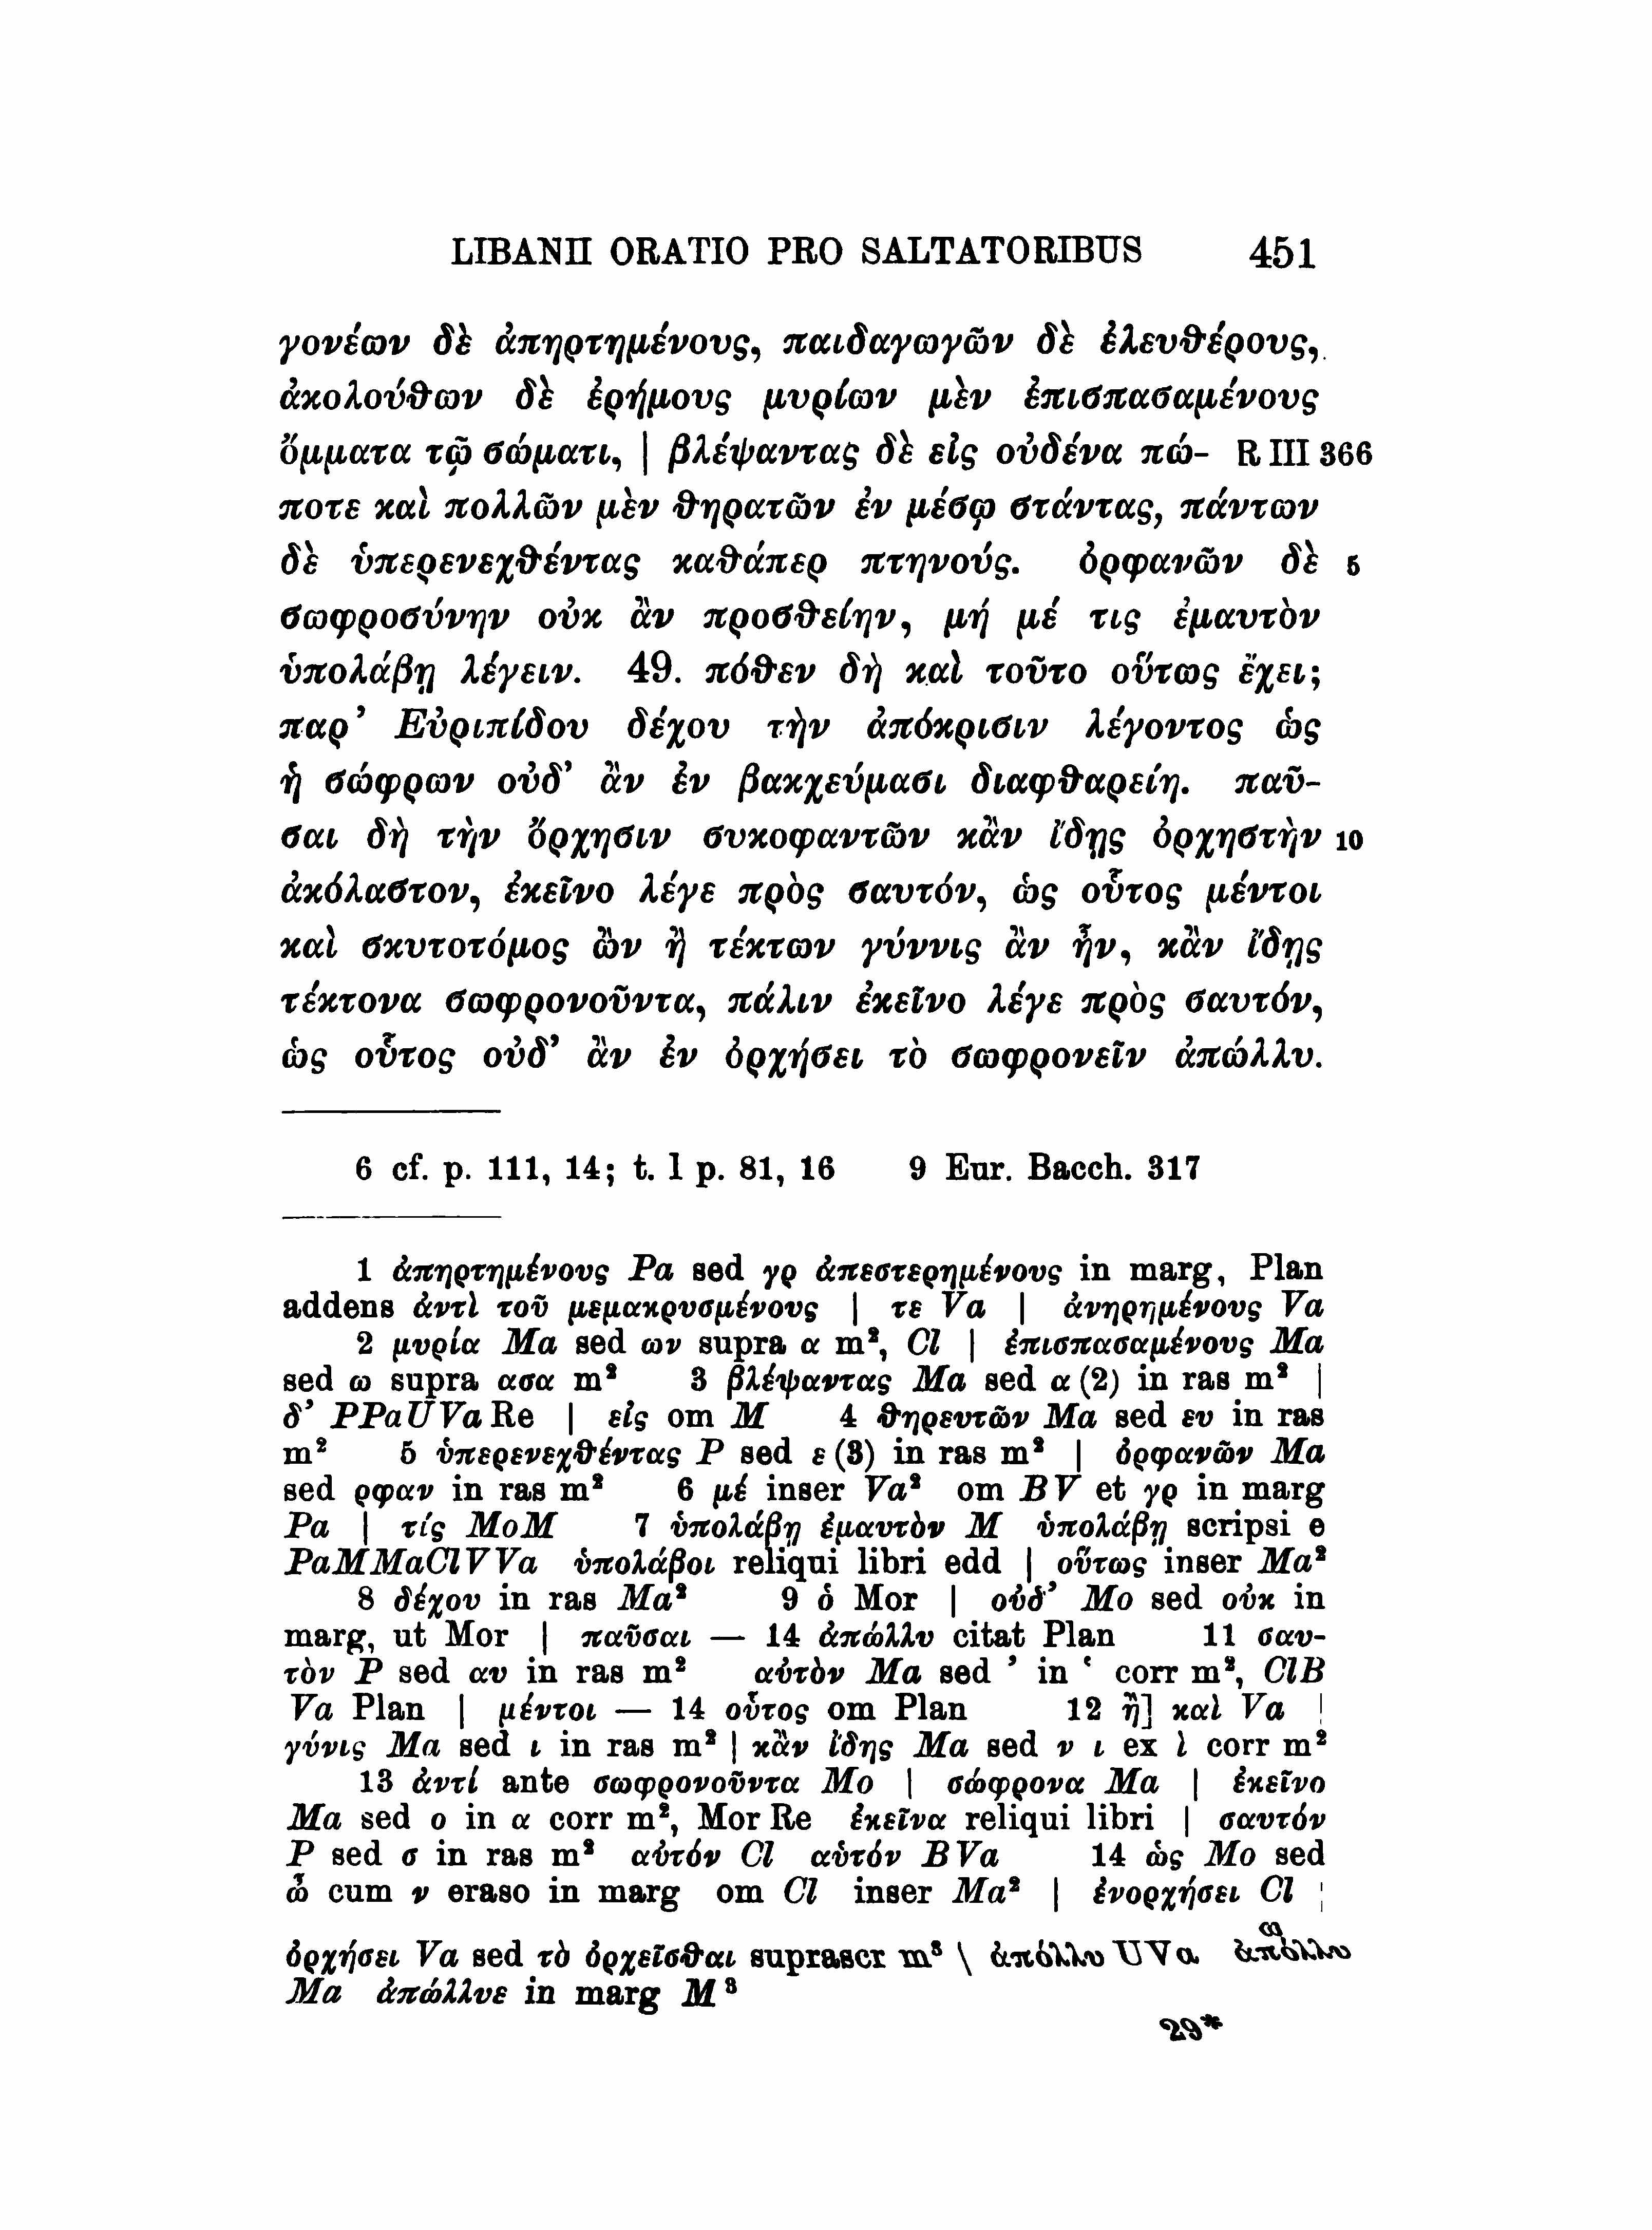 LIBANII ORATIO PRO SALTATORIBUS 451
γονέων δὲ ἀπηρτημένους, παιδαγωγῶν δὲ ἐλευθέρους,
ἀκολούθων δὲ ἐρήμους μυρίων μὲν ἐπισπασαμένους
ὄμματα τῷ σώματι, | βλέψαντας δὲ εἰς οὐδένα πώ- R III 366
ποτε καὶ πολλῶν μὲν θηρατῶν ἐν μέσῳ στάντας, πάντων
δὲ ὑπερενεχθέντας καθάπερ πτηνούς. ὀρφανῶν δὲ 5
σωφροσύνην οὐκ ἂν προσθείην, μή μέ τις ἐμαυτὸν
ὑπολάβῃ λέγειν. 49. πόθεν δὴ καὶ τοῦτο οὕτως ἔχει;
παρ’ Εὐριπίδου δέχου τὴν ἀπόκρισιν λέγοντος ὡς
ἡ σώφρων οὐδ’ ἂν ἐν βακχεύμασι διαφθαρείη. παῦ-
σαι δὴ τὴν ὄρχησιν συκοφαντῶν κἂν ἴδῃς ὀρχηστὴν 10
ἀκόλαστον, ἐκεῖνο λέγε πρὸς σαυτόν, ὡς οὗτος μέντοι
καὶ σκυτοτόμος ὢν ἢ τέκτων γύννις ἂν ἦν, κἂν ἴδῃς
τέκτονα σωφρονοῦντα, πάλιν ἐκεῖνο λέγε πρὸς σαυτόν,
ὡς οὗτος οὐδ’ ἂν ἐν ὀρχήσει τὸ σωφρονεῖν ἀπώλλυ.
6 cf. p. 111, 14; t. I p. 81, 16 9 Eur. Bacch. 317
1 ἀπηρτημένους Pa sed γρ ἀπεστερημένους in marg, Plan
addens ἀντὶ τοῦ μεμακρυσμένους | τε Va | ἀνηρημένους Va
2 μυρία Ma sed ων supra α m², Cl | ἐπισπασαμένους Ma
sed ω supra ασα m² 3 βλέψαντας Ma sed α (2) in ras m² |
δ’ PPaUVa Re | εἰς om M 4 θηρευτῶν Ma sed ευ in ras
m² 5 ὑπερενεχθέντας P sed ε (3) in ras m² | ὀρφανῶν Ma
sed ρφαν in ras m² 6 μέ inser Va² om BV et γρ in marg
Pa | τίς MoM 7 ὑπολάβῃ ἐμαυτὸν M ὑπολάβῃ scripsi e
PaMMaClVVa ὑπολάβοι reliqui libri edd | οὕτως inser Ma²
8 δέχου in ras Ma² 9 ὁ Mor | οὐδ’ Mo sed οὐκ in
marg, ut Mor | παῦσαι — 14 ἀπώλλυ citat Plan 11 σαυ-
τὸν P sed αυ in ras m² αὐτὸν Ma sed ’ in ‘ corr m², ClB
Va Plan | μέντοι — 14 οὗτος om Plan 12 ἢ] καὶ Va |
γύνις Ma sed ι in ras m² | κἂν ἴδῃς Ma sed ν ι ex ὶ corr m²
13 ἀντί ante σωφρονοῦντα Mo | σώφρονα Ma | ἐκεῖνο
Ma sed ο in α corr m², Mor Re ἐκεῖνα reliqui libri | σαυτόν
P sed σ in ras m² αὐτόν Cl αὑτόν BVa 14 ὡς Mo sed
ὦ cum ν eraso in marg om Cl inser Ma² | ἐνορχήσει Cl |
ὀρχήσει Va sed τὸ ὀρχεῖσθαι suprascr m³ \ ἀπόλλυ UVa ἀπόλλυ
Ma ἀπώλλυε in marg M³
29*